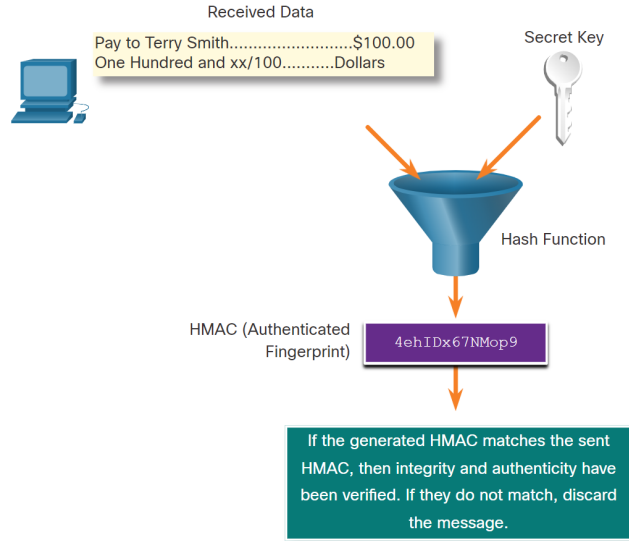 Received Data
Pay to Terry Smith..........................$100.00
One Hundred and xx/100...........Dollars
Secret Key
Hash Function
HMAC (Authenticated
Fingerprint)
4ehIDx67NMop9
If the generated HMAC matches the sent
HMAC, then integrity and authenticity have
been verified. If they do not match, discard
the message.